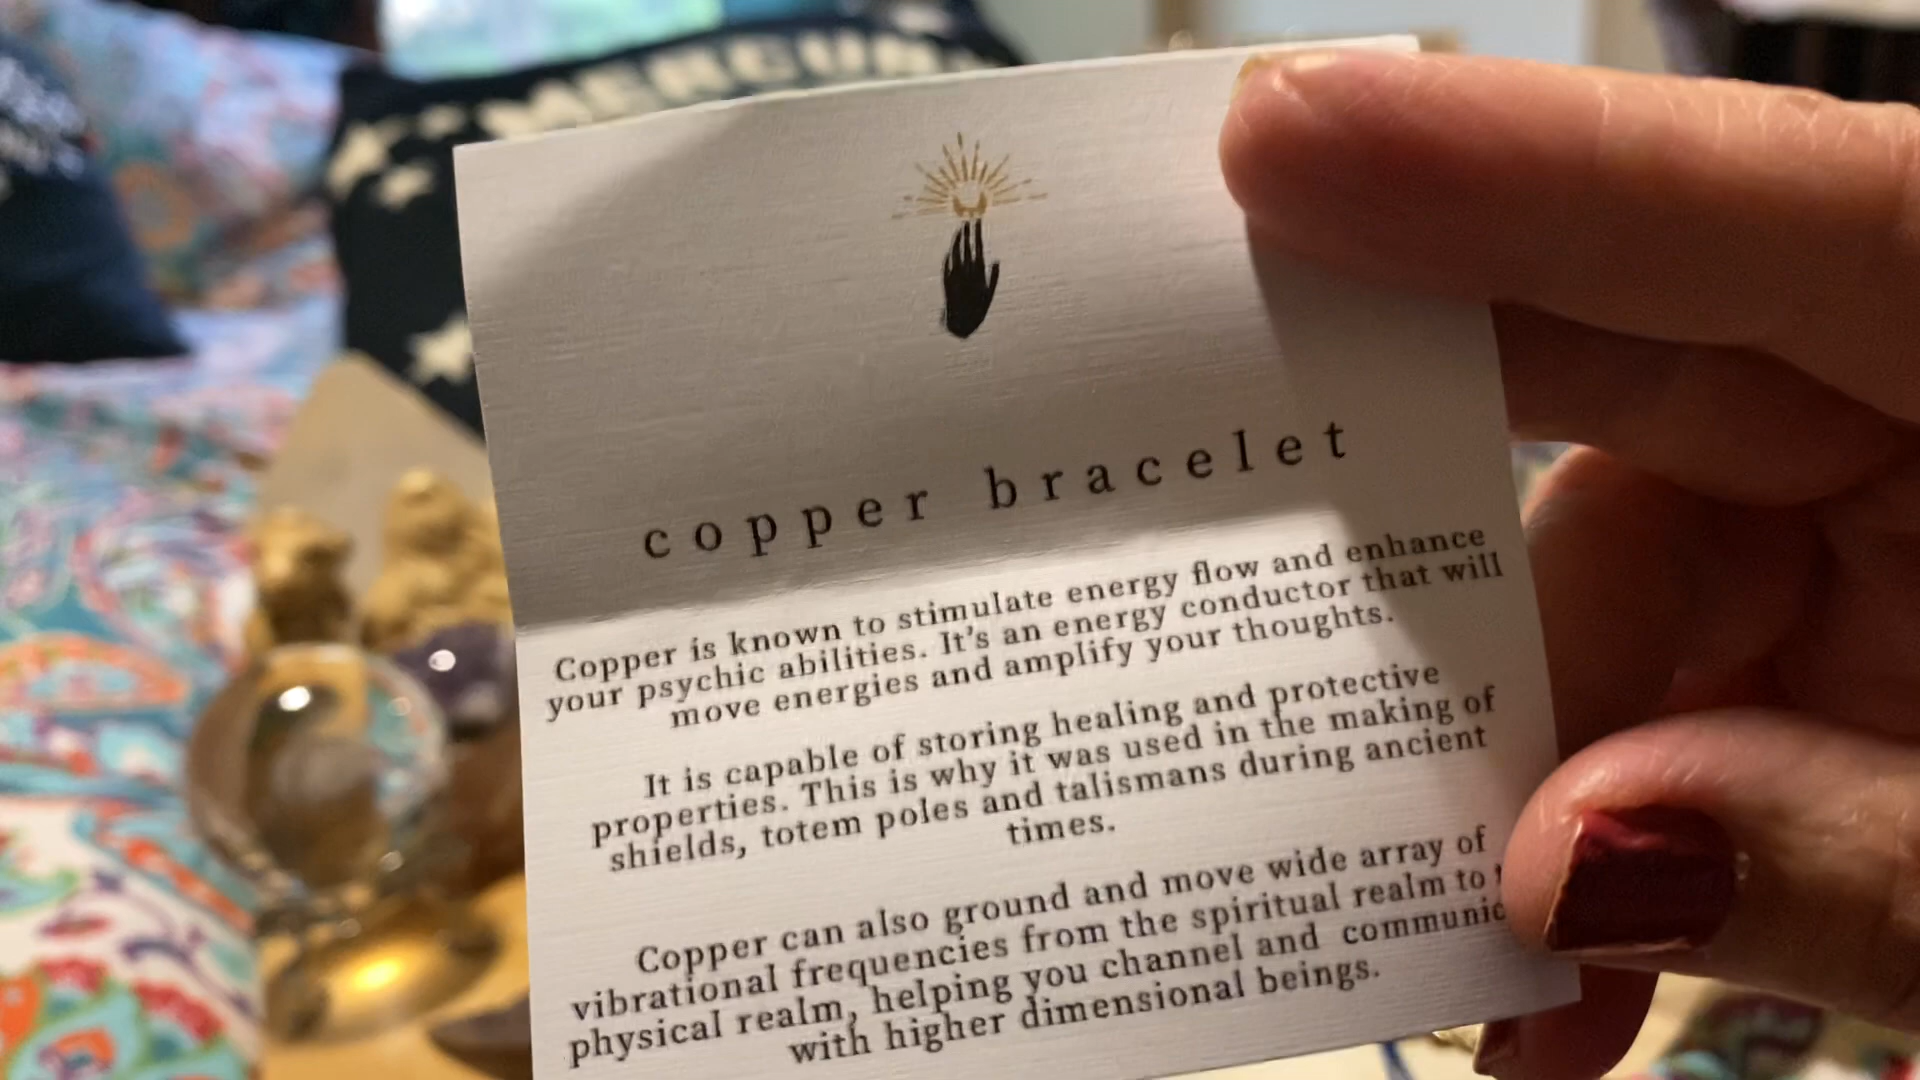 MERCURY
copper bracelet
Copper is known to stimulate energy flow and enhance
your psychic abilities. It's an energy conductor that will
move energies and amplify your thoughts.
It is capable of storing healing and protective
properties. This is why it was used in the making of
shields, totem poles and talismans during ancient
times.
Copper can also ground and move wide array of
vibrational frequencies from the spiritual realm to
physical realm, helping you channel and communic
with higher dimensional beings.